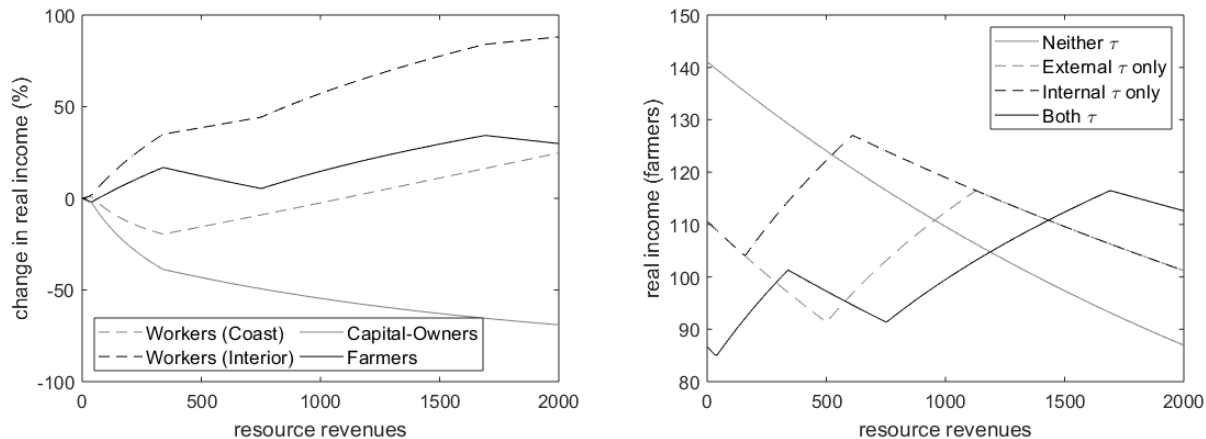 100
50
0
-50
-100
change in real income (%)
Workers (Coast)
Capital-Owners
Workers (Interior)
Farmers
0
500
1000
1500
2000
resource revenues
150
140
130
120
110
100
90
80
real income (farmers)
Neither τ
External τ only
Internal τ only
Both τ
0
500
1000
1500
2000
resource revenues